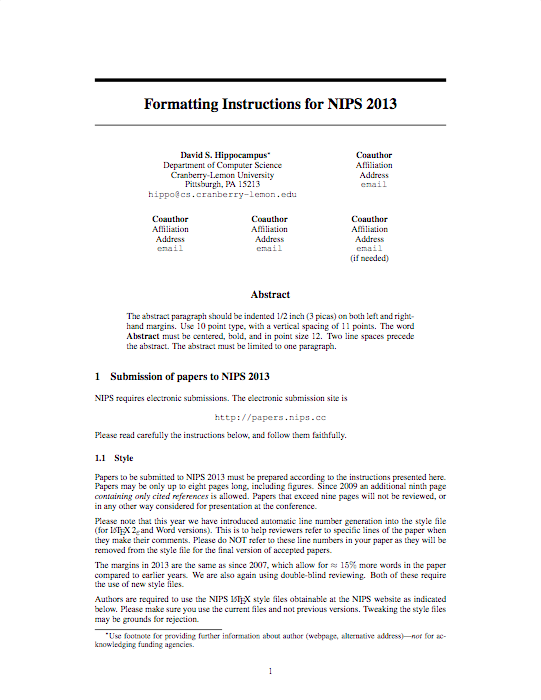 Formatting Instructions for NIPS 2013
David S. Hippocampus*
Department of Computer Science
Cranberry-Lemon University
Pittsburgh, PA 15213
hippo@cs.cranberry-lemon.edu
Coauthor
Affiliation
Address
email
Coauthor
Affiliation
Address
email
Coauthor
Affiliation
Address
email
Coauthor
Affiliation
Address
email
(if needed)
Abstract
The abstract paragraph should be indented 1/2 inch (3 picas) on both left and right-
hand margins. Use 10 point type, with a vertical spacing of 11 points. The word
Abstract must be centered, bold, and in point size 12. Two line spaces precede
the abstract. The abstract must be limited to one paragraph.
1 Submission of papers to NIPS 2013
NIPS requires electronic submissions. The electronic submission site is
http://papers.nips.cc
Please read carefully the instructions below, and follow them faithfully.
1.1 Style
Papers to be submitted to NIPS 2013 must be prepared according to the instructions presented here.
Papers may be only up to eight pages long, including figures. Since 2009 an additional ninth page
containing only cited references is allowed. Papers that exceed nine pages will not be reviewed, or
in any other way considered for presentation at the conference.
Please note that this year we have introduced automatic line number generation into the style file
(for LATEX 2ε and Word versions). This is to help reviewers refer to specific lines of the paper when
they make their comments. Please do NOT refer to these line numbers in your paper as they will be
removed from the style file for the final version of accepted papers.
The margins in 2013 are the same as since 2007, which allow for ≈ 15% more words in the paper
compared to earlier years. We are also again using double-blind reviewing. Both of these require
the use of new style files.
Authors are required to use the NIPS LATEX style files obtainable at the NIPS website as indicated
below. Please make sure you use the current files and not previous versions. Tweaking the style files
may be grounds for rejection.
*Use footnote for providing further information about author (webpage, alternative address)—not for ac-
knowledging funding agencies.
1